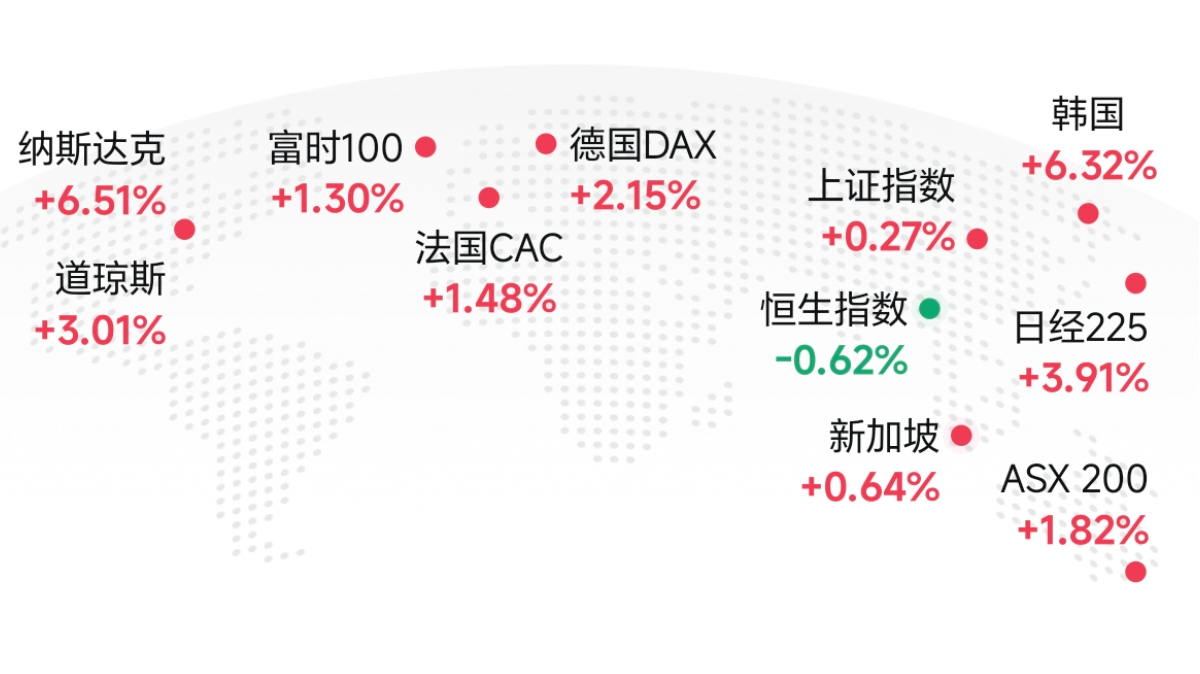 纳斯达克
+6.51%
道琼斯
+3.01%
富时100
+1.30%
法国CAC
+1.48%
德国DAX
+2.15%
上证指数
+0.27%
韩国
+6.32%
恒生指数
-0.62%
日经225
+3.91%
新加坡
+0.64%
ASX 200
+1.82%